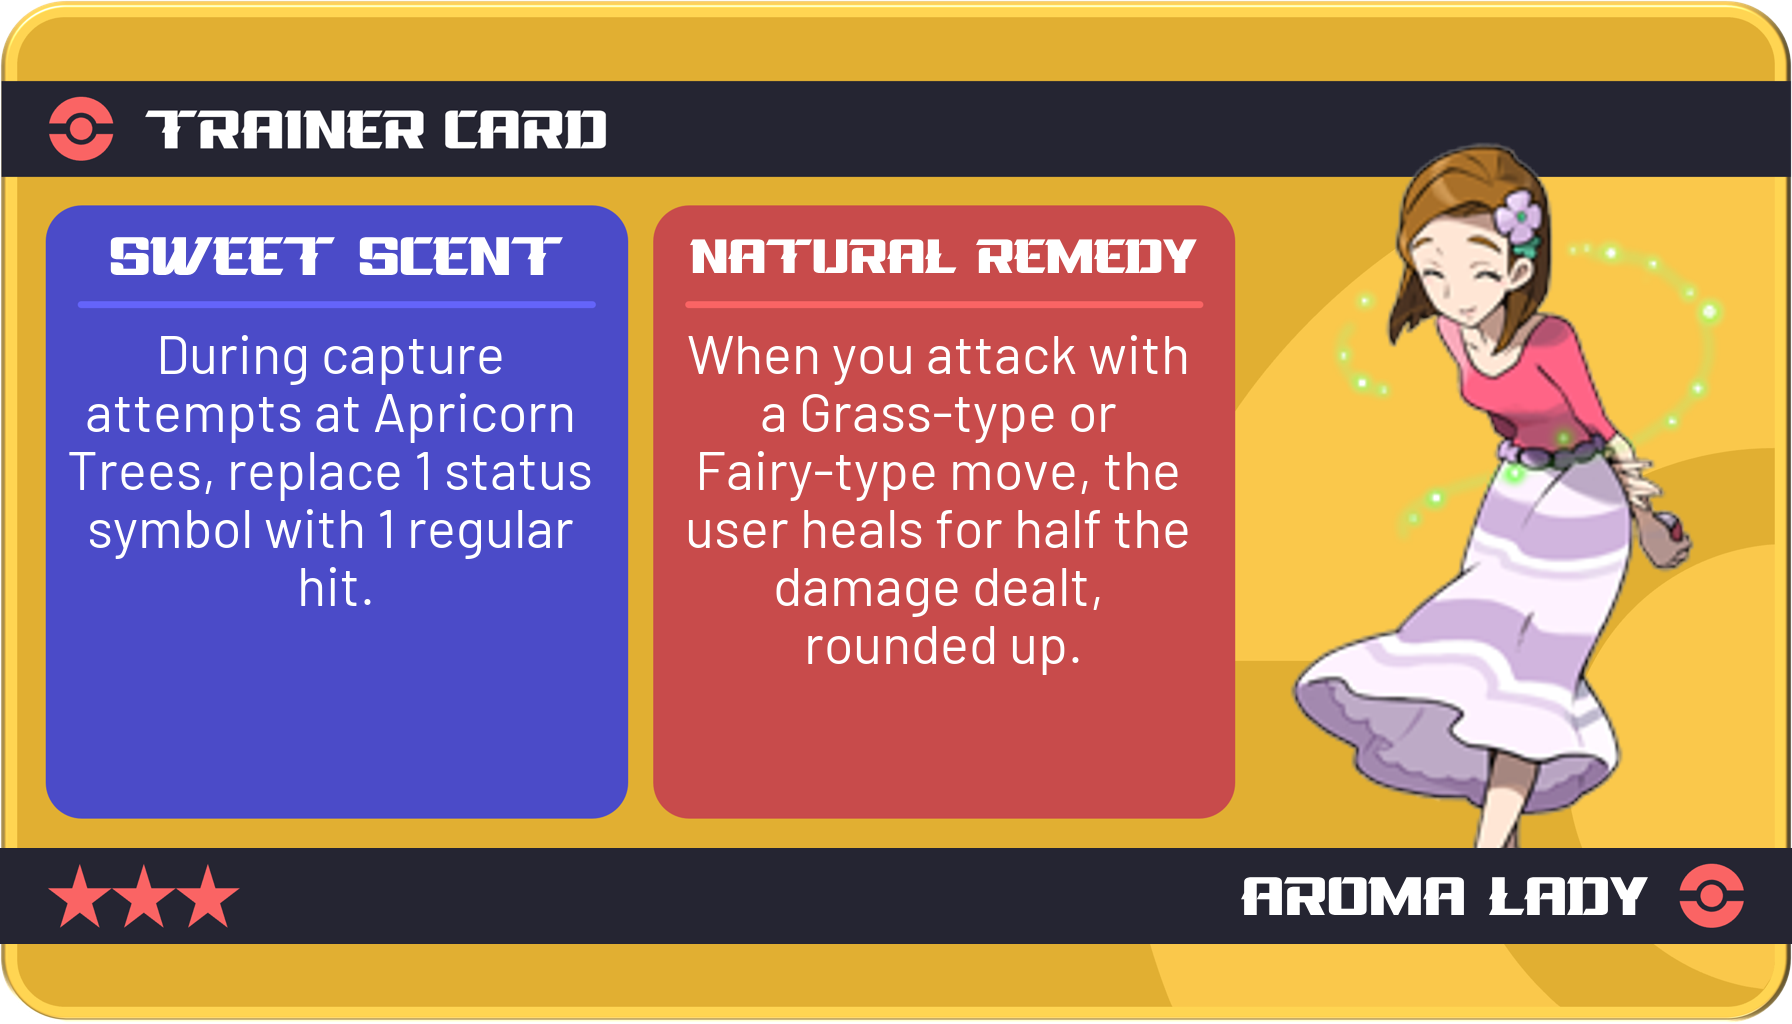 TRAINER CARD
SWEET SCENT
During capture
attempts at Apricorn
Trees, replace 1 status
symbol with 1 regular
hit.
NATURAL REMEDY
When you attack with
a Grass-type or
Fairy-type move, the
user heals for half the
damage dealt,
rounded up.
AROMA LADY